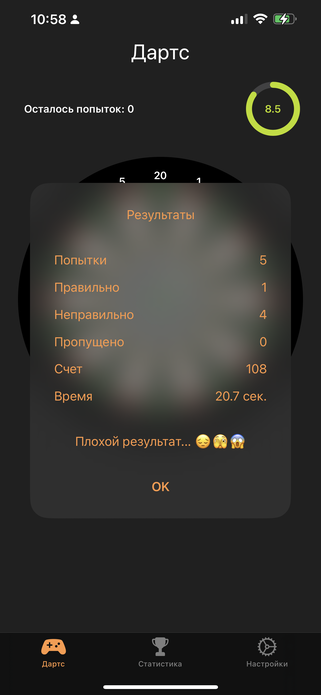 10:58
Дартс
Осталось попыток: 0
8.5
5 20 1
Результаты
Попытки 5
Правильно 1
Неправильно 4
Пропущено 0
Счет 108
Время 20.7 сек.
Плохой результат... 😔🫣😱
ОК
Дартс Статистика Настройки